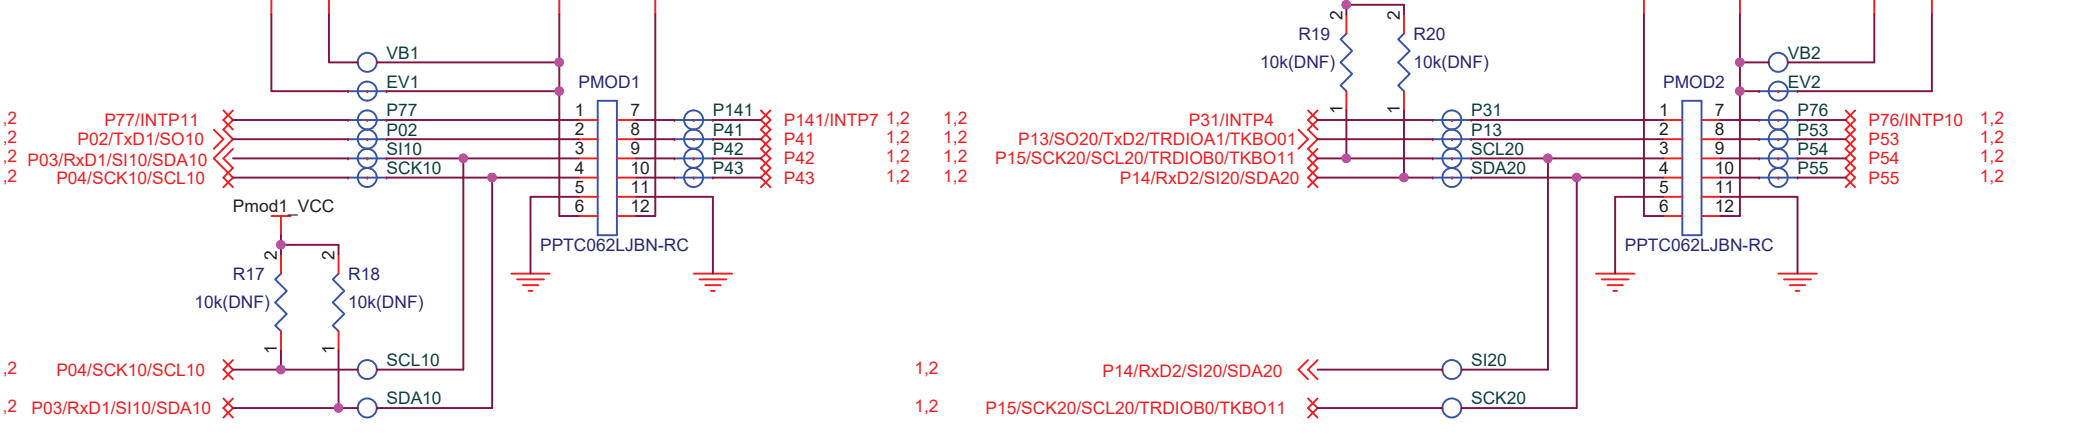 VB1
EV1
PMOD1
,2 P77/INTP11 P77 1 7 P141 P141/INTP7 1,2
,2 P02/TxD1/SO10 P02 2 8 P41 P41 1,2
,2 P03/RxD1/SI10/SDA10 SI10 3 9 P42 P42 1,2
,2 P04/SCK10/SCL10 SCK10 4 10 P43 P43 1,2
5 11
6 12
PPTC062LJBN-RC
Pmod1_VCC
2 2
R17 R18
10k(DNF) 10k(DNF)
1 1
,2 P04/SCK10/SCL10 SCL10
,2 P03/RxD1/SI10/SDA10 SDA10
2 2
R19 R20
10k(DNF) 10k(DNF)
1 1
VB2
EV2
PMOD2
1,2 P31/INTP4 P31 1 7 P76 P76/INTP10 1,2
1,2 P13/SO20/TxD2/TRDIOA1/TKBO01 P13 2 8 P53 P53 1,2
1,2 P15/SCK20/SCL20/TRDIOB0/TKBO11 SCL20 3 9 P54 P54 1,2
1,2 P14/RxD2/SI20/SDA20 SDA20 4 10 P55 P55 1,2
5 11
6 12
PPTC062LJBN-RC
1,2 P14/RxD2/SI20/SDA20 SI20
1,2 P15/SCK20/SCL20/TRDIOB0/TKBO11 SCK20